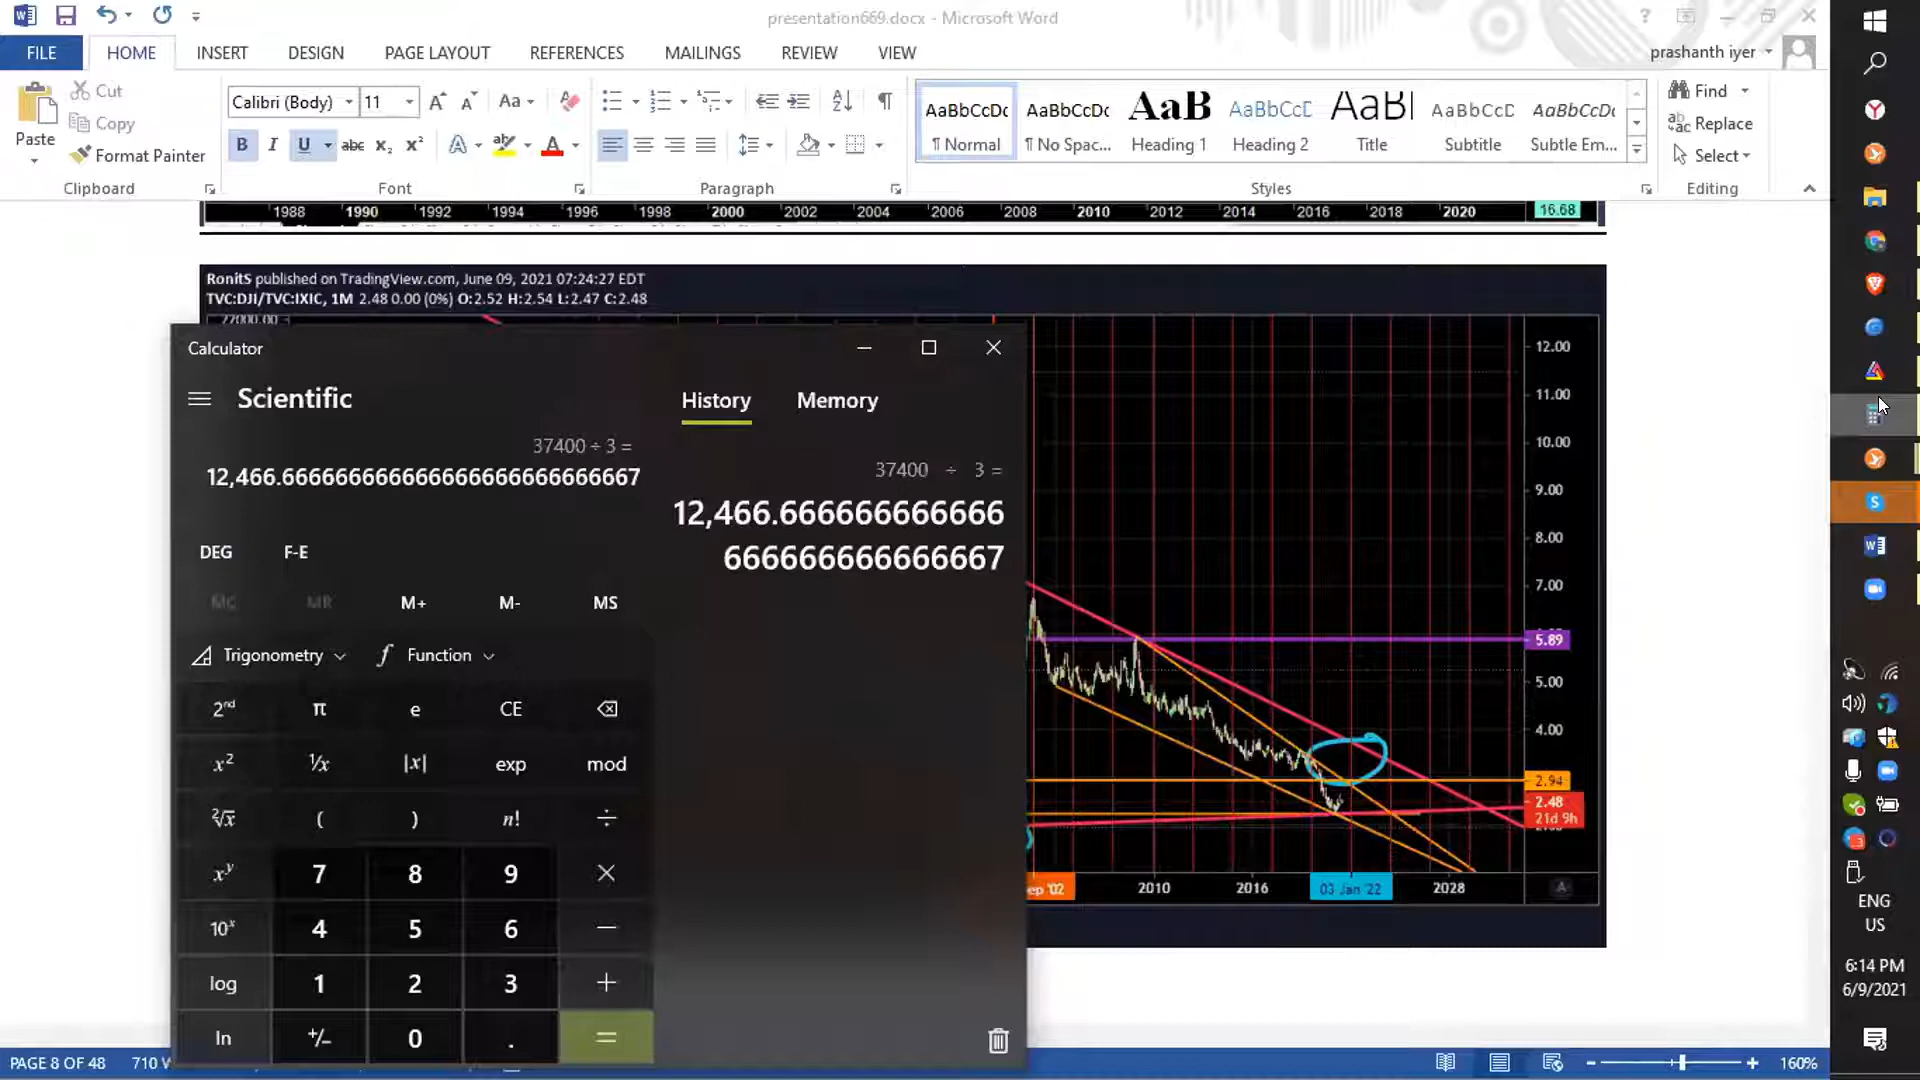 presentation669.docx - Microsoft Word
FILE HOME INSERT DESIGN PAGE LAYOUT REFERENCES MAILINGS REVIEW VIEW
prashanth iyer
Paste
Cut
Copy
Format Painter
Clipboard
Calibri (Body) 11
B I U abc x₂ x²
Font
Paragraph
AaBbCcDc AaBbCcDc AaB AaBbCcD AaBl AaBbCcD AaBbCcDc
¶ Normal ¶ No Spac... Heading 1 Heading 2 Title Subtitle Subtle Em...
Styles
Find
Replace
Select
Editing
1988 1990 1992 1994 1996 1998 2000 2002 2004 2006 2008 2010 2012 2014 2016 2018 2020 16.68
RonitS published on TradingView.com, June 09, 2021 07:24:27 EDT
TVC:DJI/TVC:IXIC, 1M 2.48 0.00 (0%) O:2.52 H:2.54 L:2.47 C:2.48
Calculator
Scientific
History Memory
37400 ÷ 3 =
12,466.666666666666666666666666667
37400 ÷ 3 =
12,466.666666666666
666666666666667
DEG F-E
MC MR M+ M- MS
Trigonometry Function
2nd π e CE
x² ¹/x |x| exp mod
²√x ( ) n! ÷
xʸ 7 8 9 ×
10ˣ 4 5 6 −
log 1 2 3 +
ln +/− 0 . =
12.00
11.00
10.00
9.00
8.00
7.00
5.89
5.00
4.00
2.94
2.48
21d 9h
ep '02 2010 2016 03 Jan '22 2028 A
ENG
US
6:14 PM
6/9/2021
PAGE 8 OF 48 710 W
160%